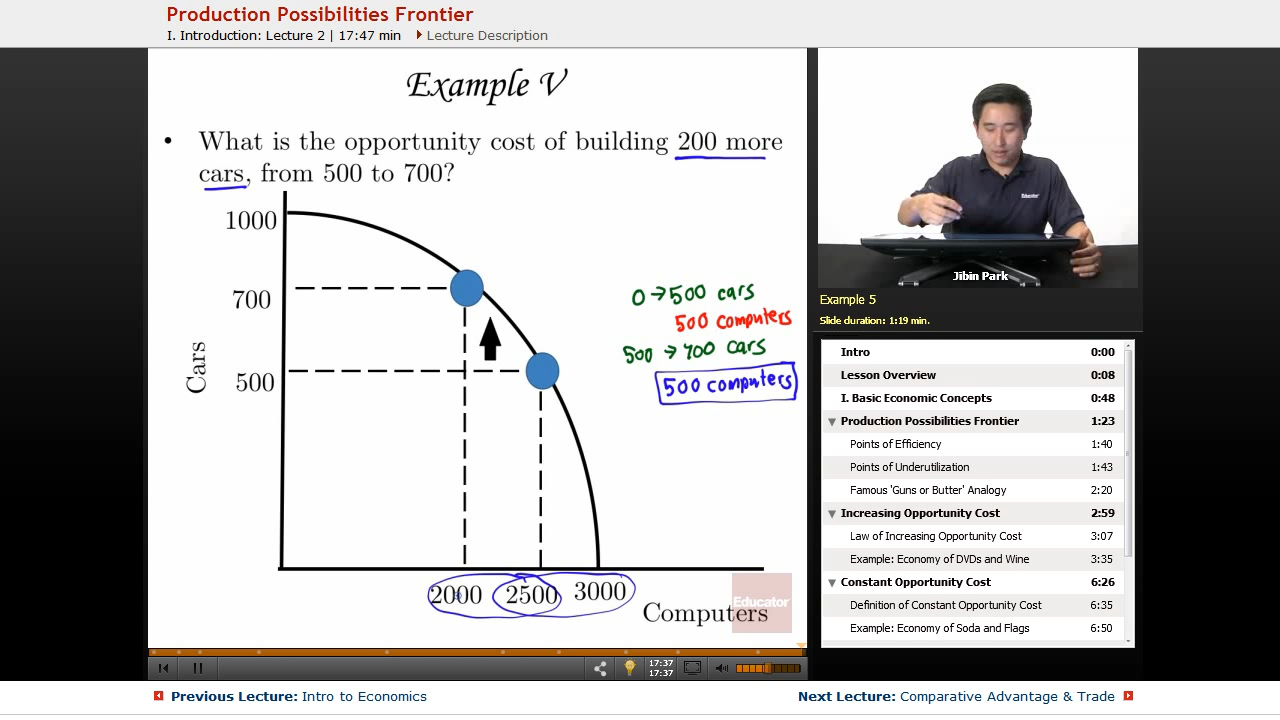 Production Possibilities Frontier
I. Introduction: Lecture 2 | 17:47 min
Lecture Description
Example V
• What is the opportunity cost of building 200 more
cars, from 500 to 700?
1000
700
500
Cars
0 → 500 cars
500 computers
500 → 700 cars
500 computers
2000
2500
3000
Computers
Educator
Educator
Jibin Park
Example 5
Slide duration: 1:19 min.
Intro 0:00
Lesson Overview 0:08
I. Basic Economic Concepts 0:48
Production Possibilities Frontier 1:23
Points of Efficiency 1:40
Points of Underutilization 1:43
Famous 'Guns or Butter' Analogy 2:20
Increasing Opportunity Cost 2:59
Law of Increasing Opportunity Cost 3:07
Example: Economy of DVDs and Wine 3:35
Constant Opportunity Cost 6:26
Definition of Constant Opportunity Cost 6:35
Example: Economy of Soda and Flags 6:50
17:37
17:37
Previous Lecture: Intro to Economics
Next Lecture: Comparative Advantage & Trade